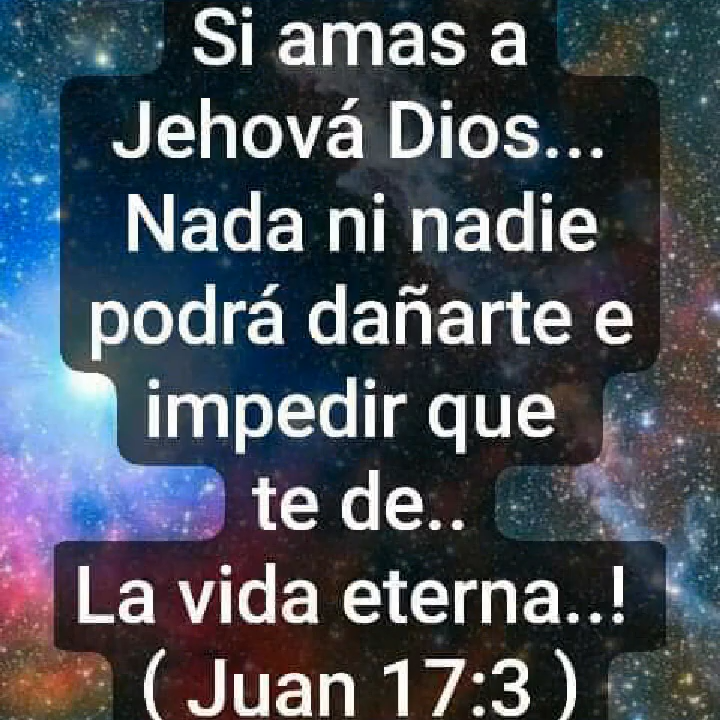 Si amas a
Jehová Dios...
Nada ni nadie
podrá dañarte e
impedir que
te de..
La vida eterna..!
( Juan 17:3 )